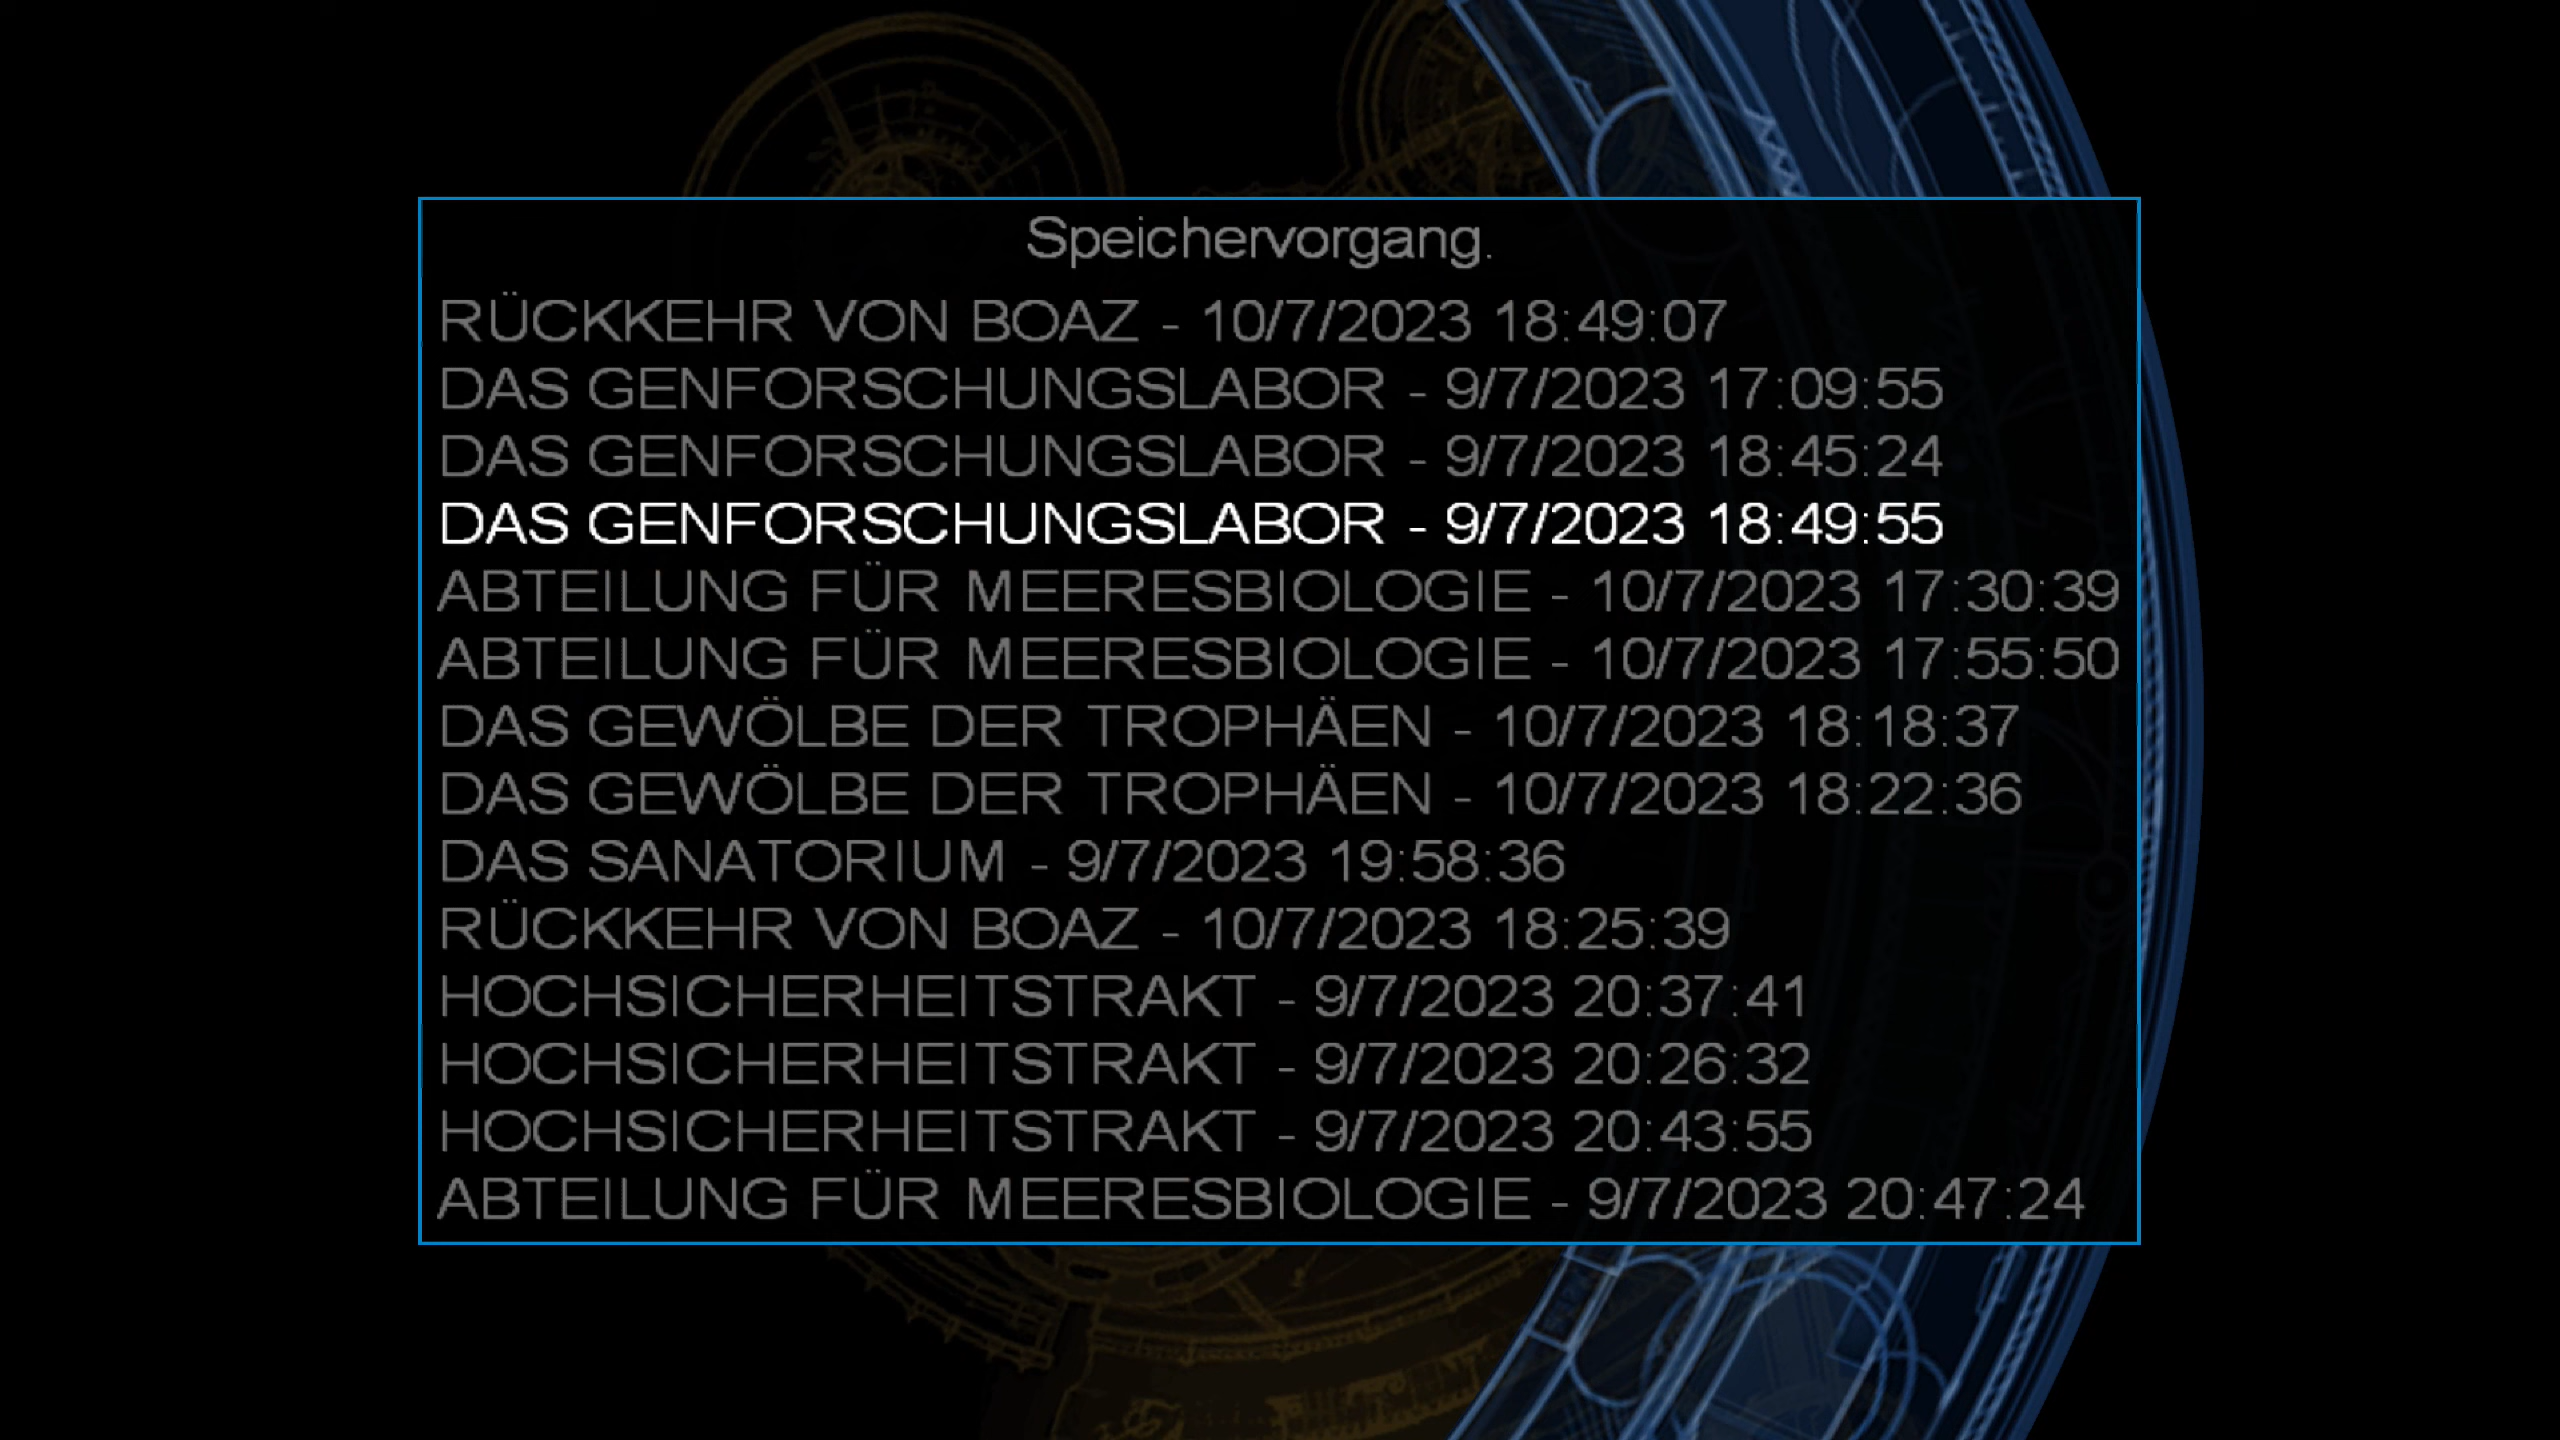 Speichervorgang.
RÜCKKEHR VON BOAZ - 10/7/2023 18:49:07
DAS GENFORSCHUNGSLABOR - 9/7/2023 17:09:55
DAS GENFORSCHUNGSLABOR - 9/7/2023 18:45:24
DAS GENFORSCHUNGSLABOR - 9/7/2023 18:49:55
ABTEILUNG FÜR MEERESBIOLOGIE - 10/7/2023 17:30:39
ABTEILUNG FÜR MEERESBIOLOGIE - 10/7/2023 17:55:50
DAS GEWÖLBE DER TROPHÄEN - 10/7/2023 18:18:37
DAS GEWÖLBE DER TROPHÄEN - 10/7/2023 18:22:36
DAS SANATORIUM - 9/7/2023 19:58:36
RÜCKKEHR VON BOAZ - 10/7/2023 18:25:39
HOCHSICHERHEITSTRAKT - 9/7/2023 20:37:41
HOCHSICHERHEITSTRAKT - 9/7/2023 20:26:32
HOCHSICHERHEITSTRAKT - 9/7/2023 20:43:55
ABTEILUNG FÜR MEERESBIOLOGIE - 9/7/2023 20:47:24